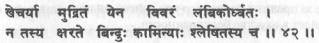 खेचर्या मुद्रितं येन विवरं लंबिकोर्ध्वतः ।
न तस्य क्षरते बिन्दुः कामिन्याः श्लेषितस्य च ॥ ४२ ॥